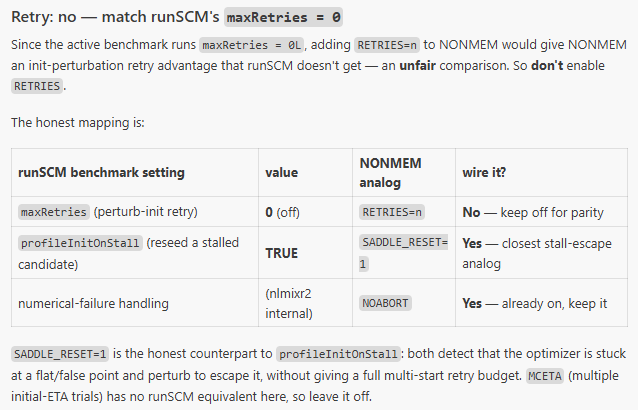 Retry: no — match runSCM's maxRetries = 0
Since the active benchmark runs maxRetries = 0L, adding RETRIES=n to NONMEM would give NONMEM
an init-perturbation retry advantage that runSCM doesn't get — an unfair comparison. So don't enable
RETRIES.
The honest mapping is:
runSCM benchmark setting value NONMEM analog wire it?
maxRetries (perturb-init retry) 0 (off) RETRIES=n No — keep off for parity
profileInitOnStall (reseed a stalled candidate) TRUE SADDLE_RESET=1 Yes — closest stall-escape analog
numerical-failure handling (nlmixr2 internal) NOABORT Yes — already on, keep it
SADDLE_RESET=1 is the honest counterpart to profileInitOnStall: both detect that the optimizer is stuck
at a flat/false point and perturb to escape it, without giving a full multi-start retry budget. MCETA (multiple
initial-ETA trials) has no runSCM equivalent here, so leave it off.